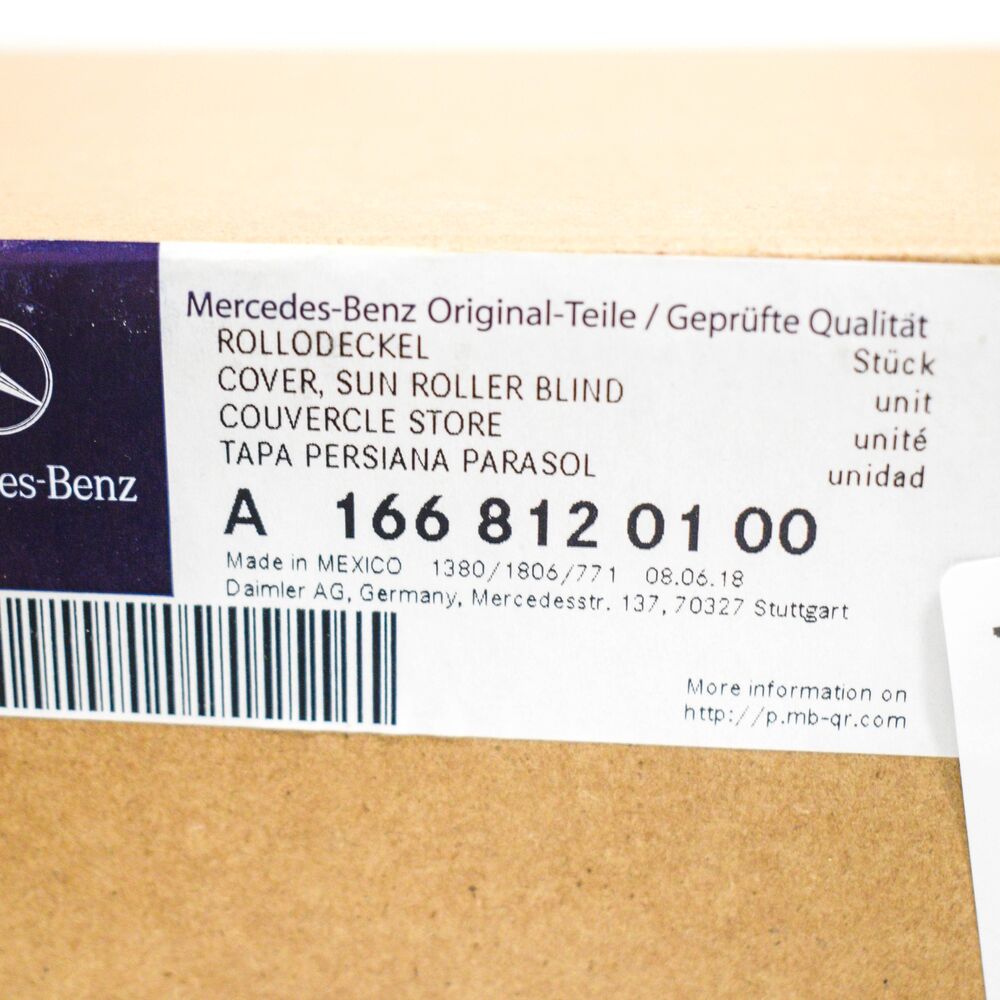 Mercedes-Benz Original-Teile / Geprüfte Qualität
ROLLODECKEL Stück
COVER, SUN ROLLER BLIND unit
COUVERCLE STORE unité
TAPA PERSIANA PARASOL unidad
es-Benz
A 166 812 01 00
Made in MEXICO 1380/1806/771 08.06.18
Daimler AG, Germany, Mercedesstr. 137, 70327 Stuttgart
More information on
http://p.mb-qr.com